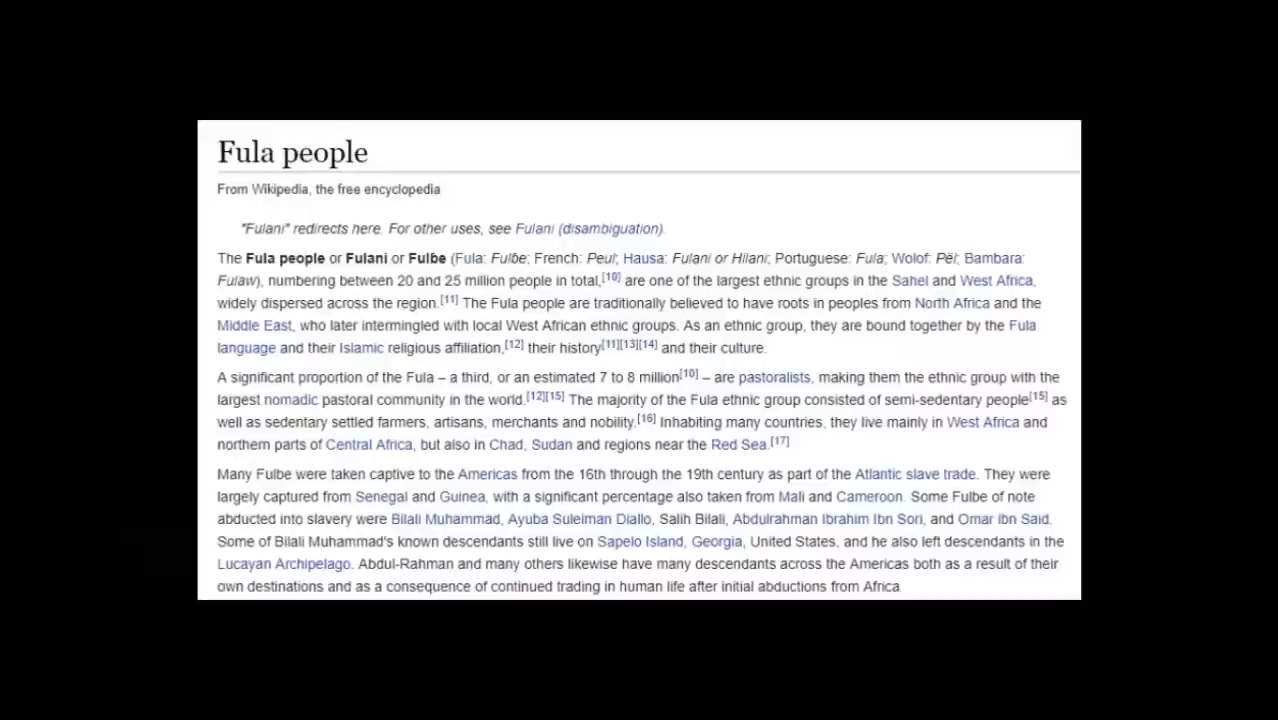 Fula people
From Wikipedia, the free encyclopedia
"Fulani" redirects here. For other uses, see Fulani (disambiguation).
The Fula people or Fulani or Fulɓe (Fula: Fulɓe; French: Peul; Hausa: Fulani or Hilani; Portuguese: Fula; Wolof: Pël; Bambara:
Fulaw), numbering between 20 and 25 million people in total,[10] are one of the largest ethnic groups in the Sahel and West Africa,
widely dispersed across the region.[11] The Fula people are traditionally believed to have roots in peoples from North Africa and the
Middle East, who later intermingled with local West African ethnic groups. As an ethnic group, they are bound together by the Fula
language and their Islamic religious affiliation,[12] their history[11][13][14] and their culture.
A significant proportion of the Fula – a third, or an estimated 7 to 8 million[10] – are pastoralists, making them the ethnic group with the
largest nomadic pastoral community in the world.[12][15] The majority of the Fula ethnic group consisted of semi-sedentary people[15] as
well as sedentary settled farmers, artisans, merchants and nobility.[16] Inhabiting many countries, they live mainly in West Africa and
northern parts of Central Africa, but also in Chad, Sudan and regions near the Red Sea.[17]
Many Fulbe were taken captive to the Americas from the 16th through the 19th century as part of the Atlantic slave trade. They were
largely captured from Senegal and Guinea, with a significant percentage also taken from Mali and Cameroon. Some Fulbe of note
abducted into slavery were Bilali Muhammad, Ayuba Suleiman Diallo, Salih Bilali, Abdulrahman Ibrahim Ibn Sori, and Omar ibn Said.
Some of Bilali Muhammad's known descendants still live on Sapelo Island, Georgia, United States, and he also left descendants in the
Lucayan Archipelago. Abdul-Rahman and many others likewise have many descendants across the Americas both as a result of their
own destinations and as a consequence of continued trading in human life after initial abductions from Africa.